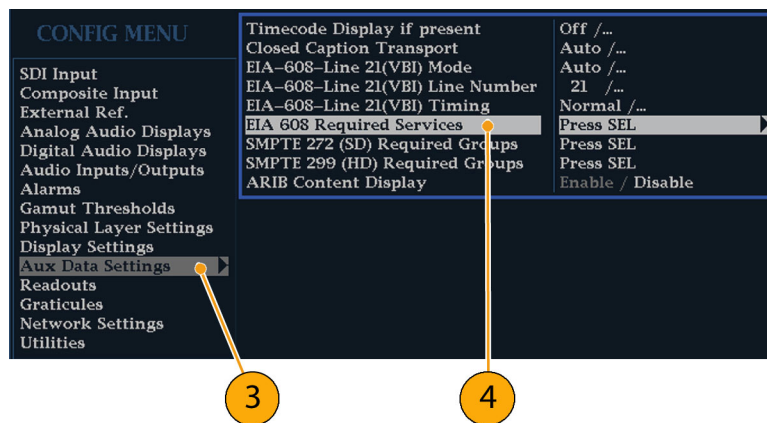 CONFIG MENU
SDI Input
Composite Input
External Ref.
Analog Audio Displays
Digital Audio Displays
Audio Inputs/Outputs
Alarms
Gamut Thresholds
Physical Layer Settings
Display Settings
Aux Data Settings
Readouts
Graticules
Network Settings
Utilities
Timecode Display if present Off /...
Closed Caption Transport Auto /...
EIA–608–Line 21(VBI) Mode Auto /...
EIA–608–Line 21(VBI) Line Number 21 /...
EIA–608–Line 21(VBI) Timing Normal /...
EIA 608 Required Services Press SEL
SMPTE 272 (SD) Required Groups Press SEL
SMPTE 299 (HD) Required Groups Press SEL
ARIB Content Display Enable / Disable
3
4